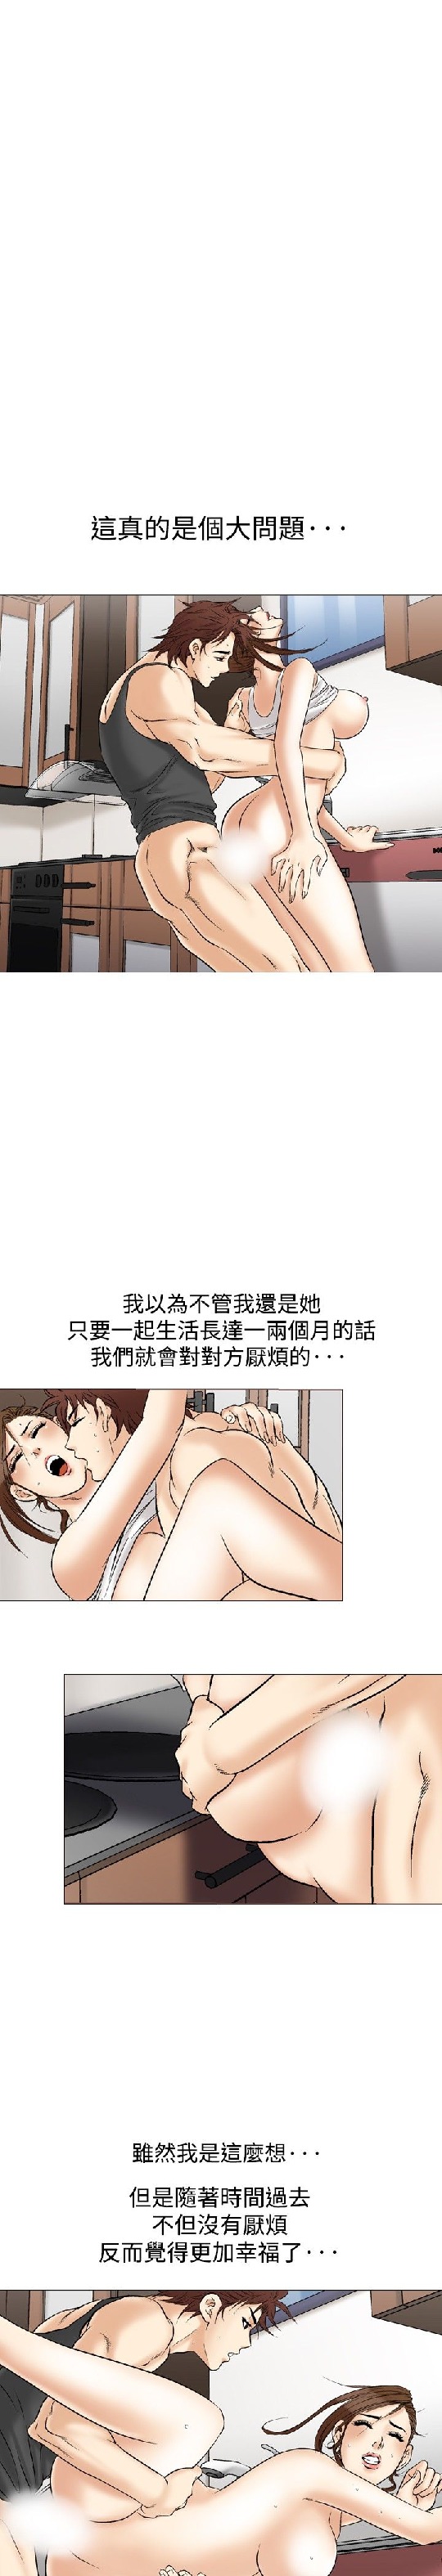 這真的是個大問題···
我以為不管我還是她
只要一起生活長達一兩個月的話
我們就會對對方厭煩的···
雖然我是這麼想···
但是隨著時間過去
不但沒有厭煩
反而覺得更加幸福了···